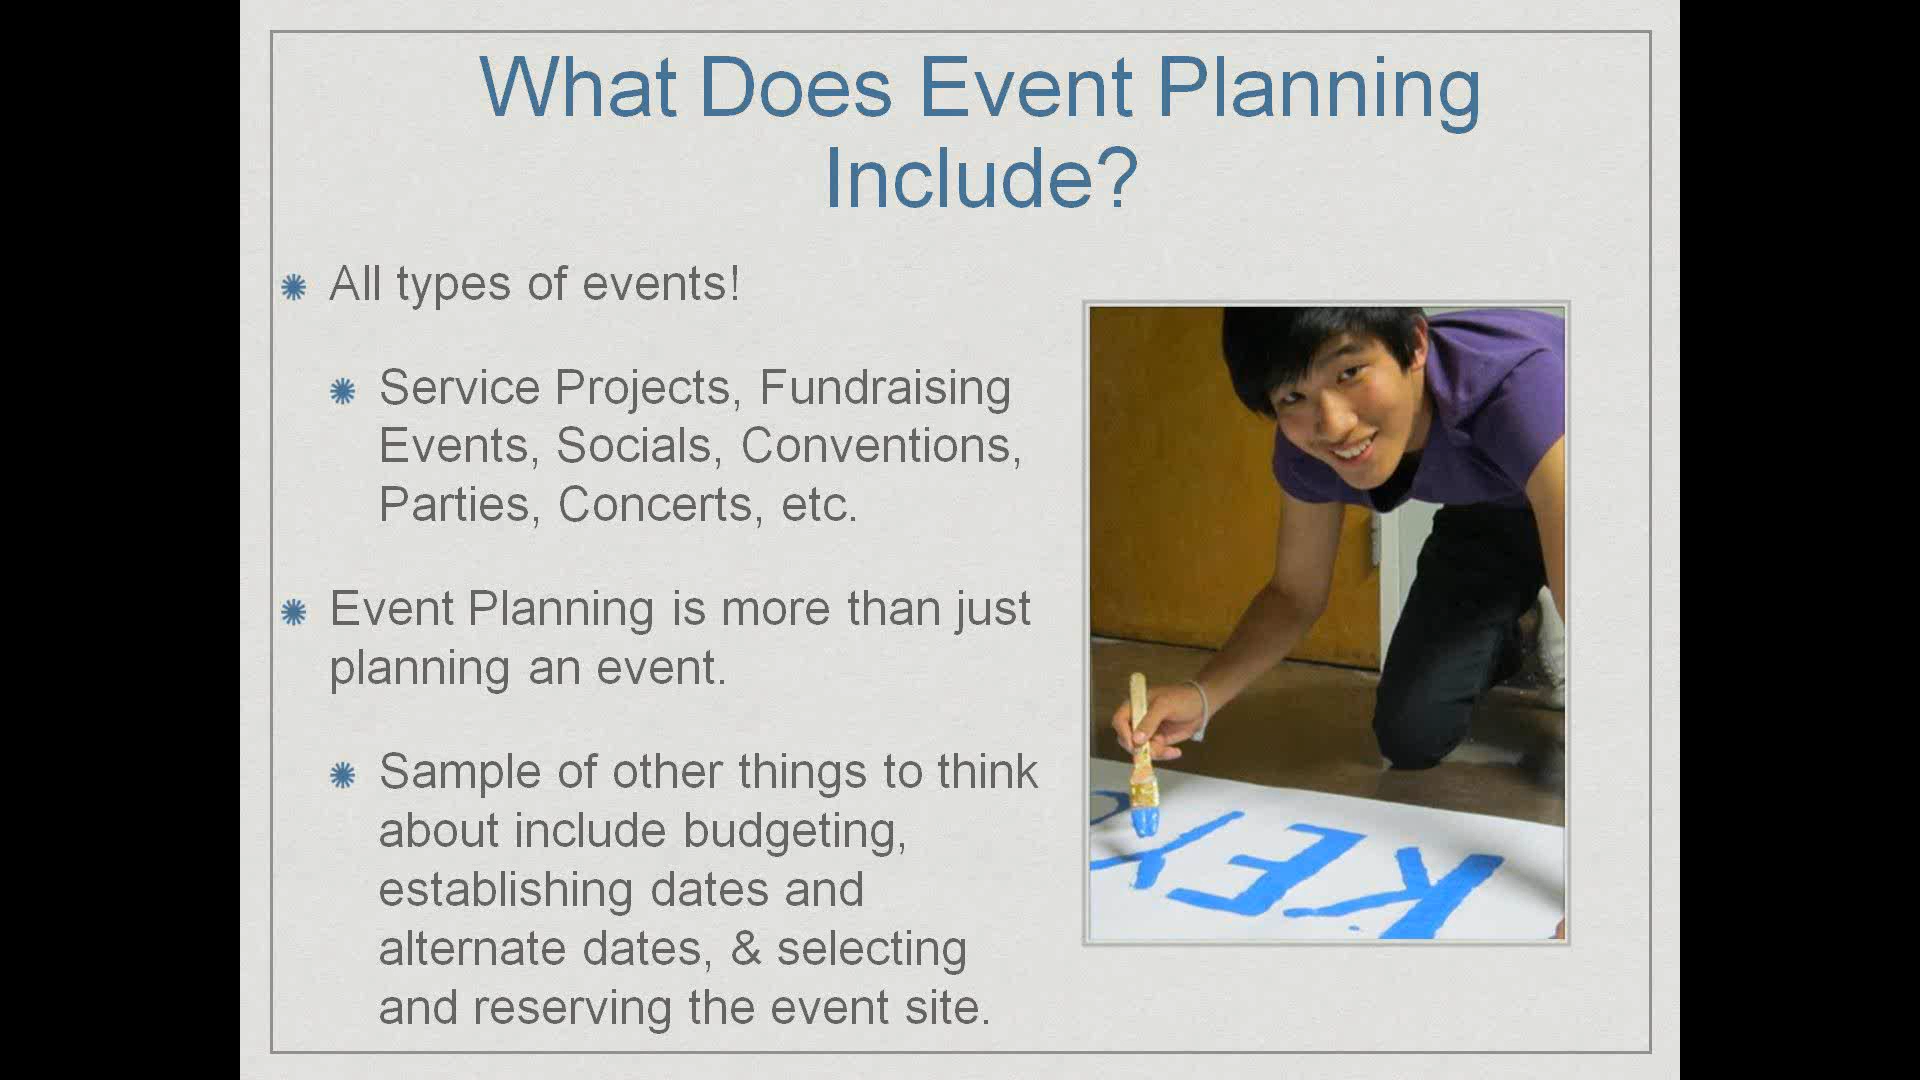 What Does Event Planning
Include?
All types of events!
Service Projects, Fundraising
Events, Socials, Conventions,
Parties, Concerts, etc.
Event Planning is more than just
planning an event.
Sample of other things to think
about include budgeting,
establishing dates and
alternate dates, & selecting
and reserving the event site.
KEY